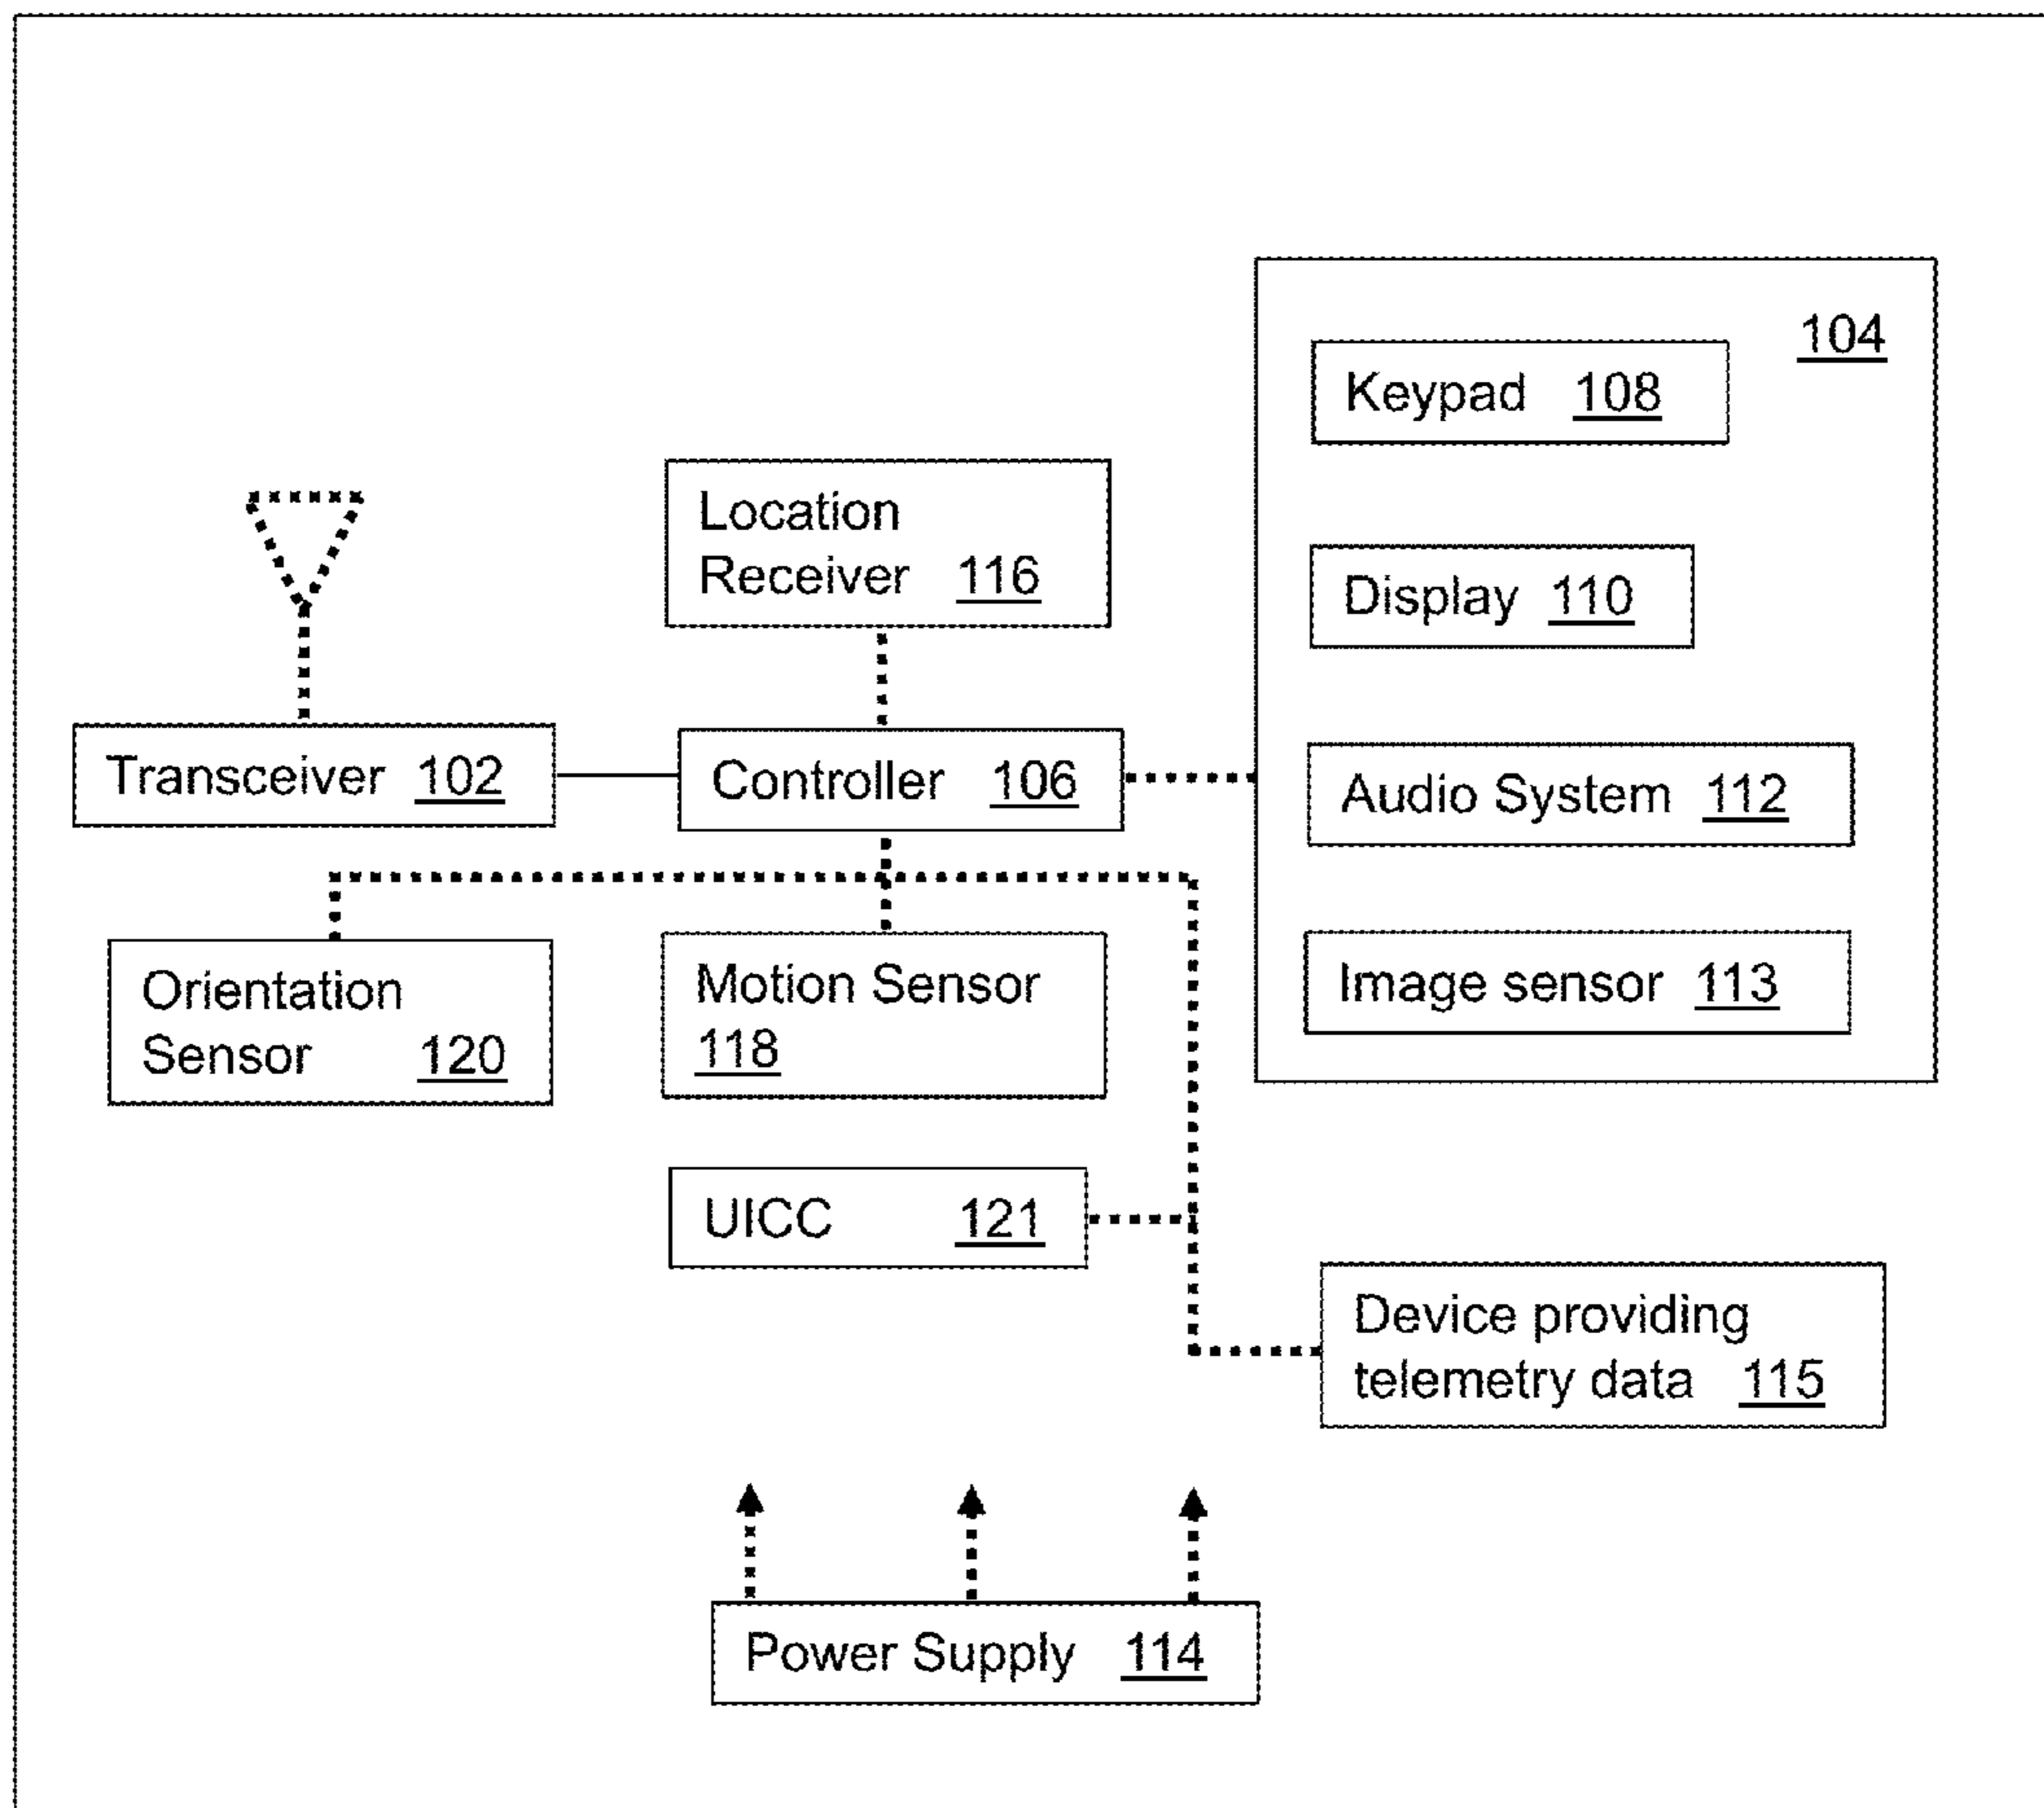 104
Keypad 108
Location
Receiver 116
Display 110
Transceiver 102
Controller 106
Audio System 112
Orientation
Sensor 120
Motion Sensor
118
Image sensor 113
UICC 121
Device providing
telemetry data 115
Power Supply 114